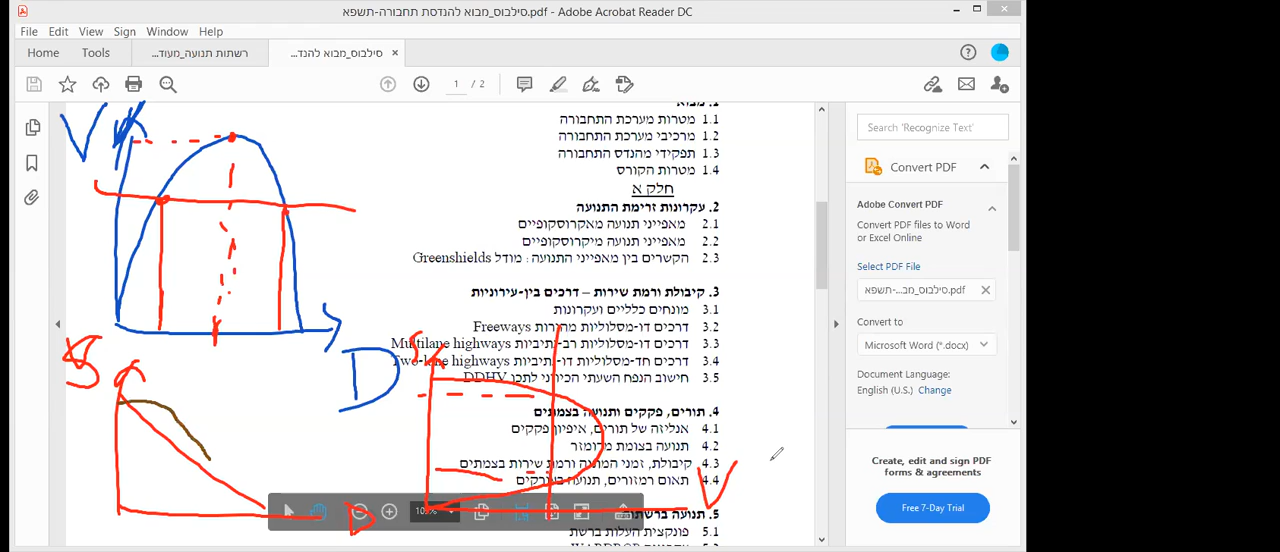 סילבוס_מבוא להנדסת תחבורה-תשפא.pdf - Adobe Acrobat Reader DC
File Edit View Sign Window Help
Home Tools רשתות תנועה_מעוד... סילבוס_מבוא להנד...
1 / 2
1. מבוא
1.1 מטרות מערכת התחבורה
1.2 מרכיבי מערכת התחבורה
1.3 תפקידי מהנדס התחבורה
1.4 מטרות הקורס
חלק א
2. עקרונות זרימת התנועה
2.1 מאפייני תנועה מאקרוסקופיים
2.2 מאפייני תנועה מיקרוסקופיים
2.3 הקשרים בין מאפייני התנועה: מודל Greenshields
3. קיבולת ורמת שירות – דרכים בין-עירוניות
3.1 מונחים כלליים ועקרונות
3.2 דרכים דו-מסלוליות מהירות Freeways
3.3 דרכים דו-מסלוליות רב-נתיביות Multilane highways
3.4 דרכים חד-מסלוליות דו-נתיביות Two-lane highways
3.5 חישוב הנפח השעתי הכיווני לתכן DDHV
4. תורים, פקקים ותנועה בצמתים
4.1 אנליזה של תורים, איפיון פקקים
4.2 תנועה בצומת מרומזר
4.3 קיבולת, זמני המתנה ורמת שירות בצמתים
4.4 תאום רמזורים, תנועה בעורקים
5. תנועה ברשתו
5.1 פונקצית העלות ברשת
V
D
S
D
S
V
109%
Search 'Recognize Text'
Convert PDF
Adobe Convert PDF
Convert PDF files to Word
or Excel Online
Select PDF File
סילבוס_מב...-תשפא.pdf
Convert to
Microsoft Word (*.docx)
Document Language:
English (U.S.) Change
Create, edit and sign PDF
forms & agreements
Free 7-Day Trial